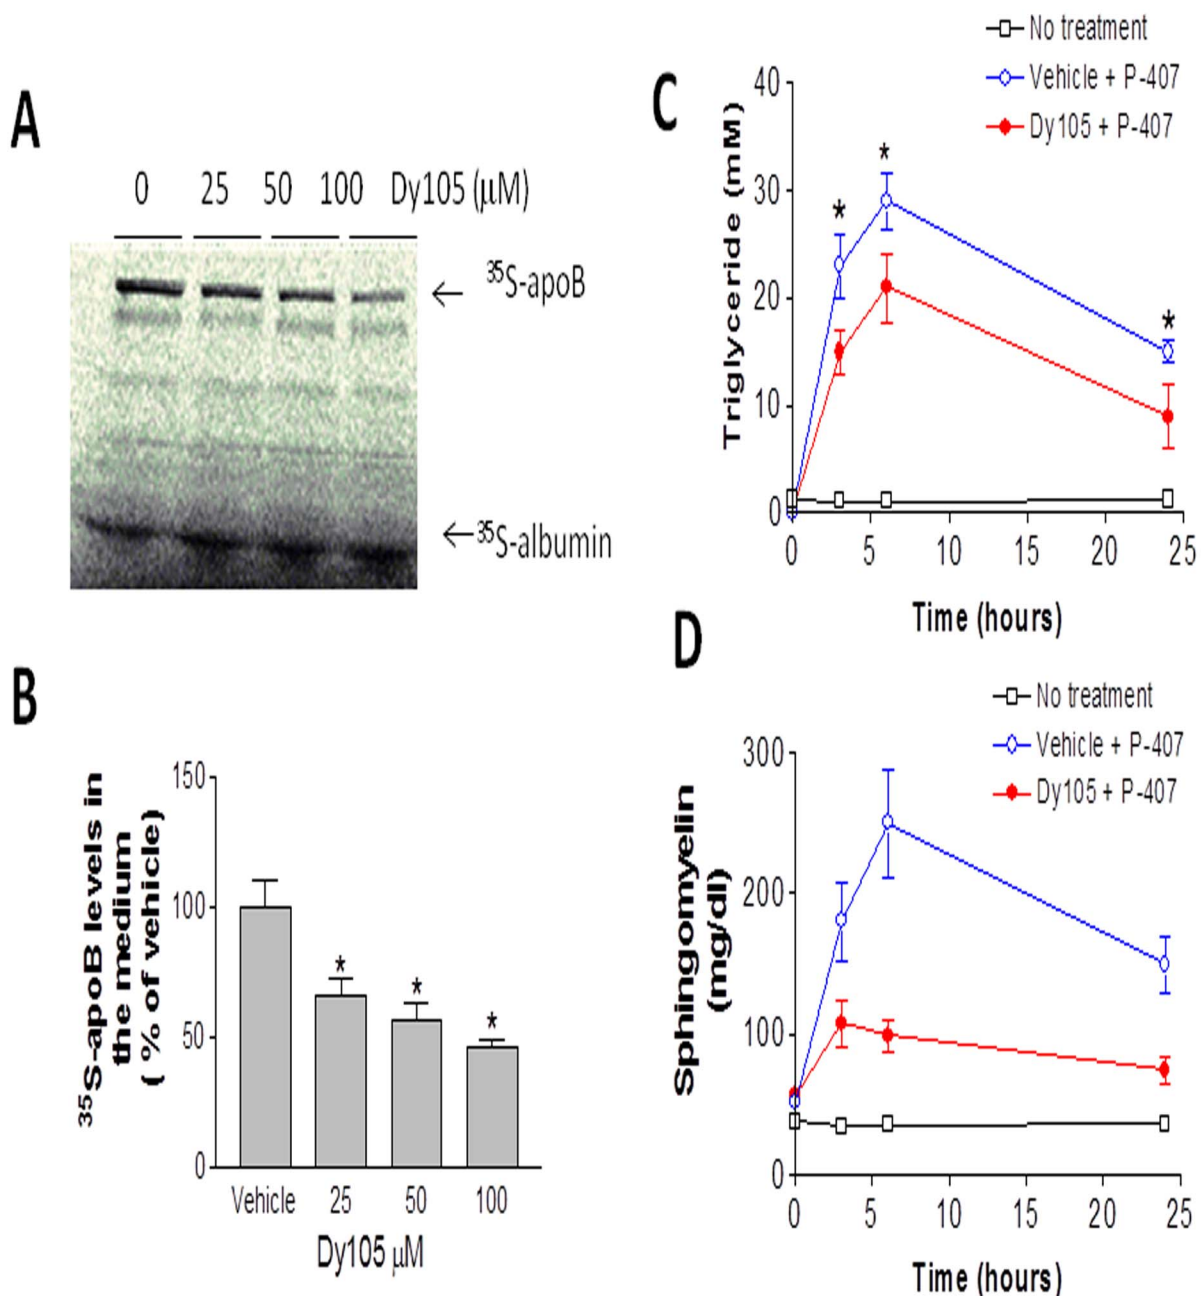 A
0 25 50 100 Dy105 (μM)
← ³⁵S-apoB
←³⁵S-albumin
B
³⁵S-apoB levels in
the medium
( % of vehicle)
150
100
50
0
* * *
Vehicle 25 50 100
Dy105 μM
C
No treatment
Vehicle + P-407
Dy105 + P-407
Triglyceride (mM)
40
30
20
10
0
* * *
0 5 10 15 20 25
Time (hours)
D
No treatment
Vehicle + P-407
Dy105 + P-407
Sphingomyelin
(mg/dl)
300
200
100
0
0 5 10 15 20 25
Time (hours)